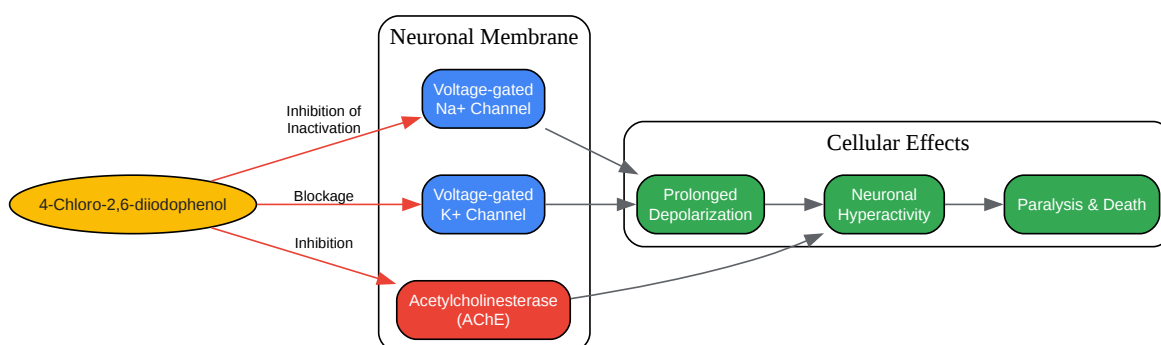 Neuronal Membrane
Voltage-gated
Na+ Channel
Inhibition of
Inactivation
Cellular Effects
4-Chloro-2,6-diiodophenol
Blockage
Voltage-gated
K+ Channel
Prolonged
Depolarization
Neuronal
Hyperactivity
Paralysis & Death
Inhibition
Acetylcholinesterase
(AChE)